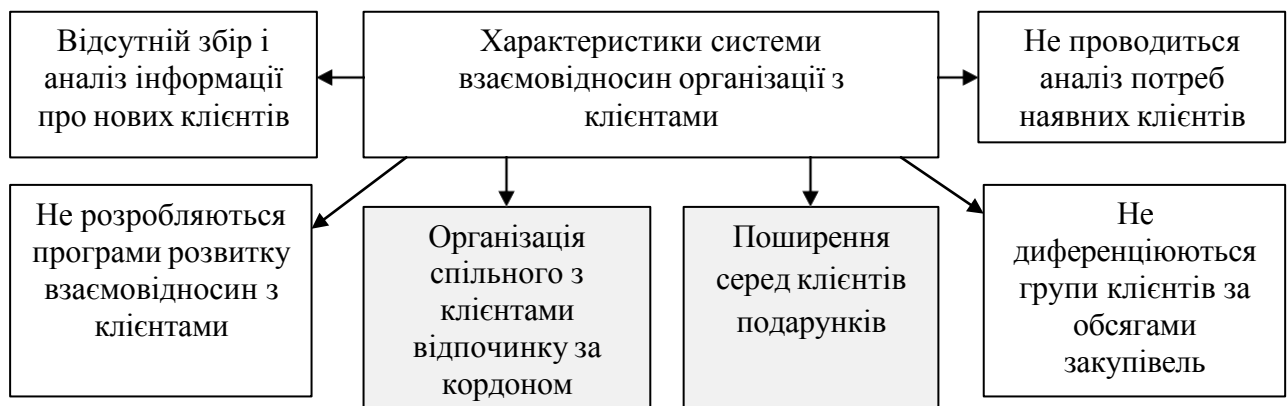 Відсутній збір і
аналіз інформації
про нових клієнтів
Характеристики системи
взаємовідносин організації з
клієнтами
Не проводиться
аналіз потреб
наявних клієнтів
Не розробляються
програми розвитку
взаємовідносин з
клієнтами
Організація
спільного з
клієнтами
відпочинку за
кордоном
Поширення
серед клієнтів
подарунків
Не
диференціюються
групи клієнтів за
обсягами
закупівель